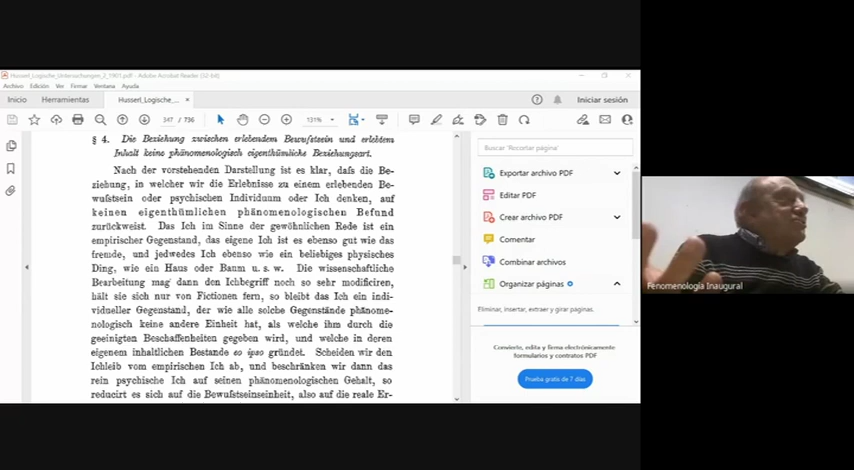 Husserl_Logische_Untersuchungen_2_1901.pdf - Adobe Acrobat Reader (32-bit)
Archivo Edición Ver Firmar Ventana Ayuda
Inicio Herramientas Husserl_Logische_... × Iniciar sesión
347 / 736 131%
§ 4. Die Beziehung zwischen erlebendem Bewufstsein und erlebtem
Inhalt keine phänomenologisch eigenthümliche Beziehungsart.
Nach der vorstehenden Darstellung ist es klar, dafs die Be-
ziehung, in welcher wir die Erlebnisse zu einem erlebenden Be-
wufstsein oder psychischen Individuum oder Ich denken, auf
keinen eigenthümlichen phänomenologischen Befund
zurückweist. Das Ich im Sinne der gewöhnlichen Rede ist ein
empirischer Gegenstand, das eigene Ich ist es ebenso gut wie das
fremde, und jedwedes Ich ebenso wie ein beliebiges physisches
Ding, wie ein Haus oder Baum u. s. w. Die wissenschaftliche
Bearbeitung mag dann den Ichbegriff noch so sehr modificiren,
hält sie sich nur von Fictionen fern, so bleibt das Ich ein indi-
vidueller Gegenstand, der wie alle solche Gegenstände phänome-
nologisch keine andere Einheit hat, als welche ihm durch die
geeinigten Beschaffenheiten gegeben wird, und welche in deren
eigenem inhaltlichen Bestande eo ipso gründet. Scheiden wir den
Ichleib vom empirischen Ich ab, und beschränken wir dann das
rein psychische Ich auf seinen phänomenologischen Gehalt, so
reducirt es sich auf die Bewufstseinseinheit, also auf die reale Er-
Buscar 'Recortar página'
Exportar archivo PDF
Editar PDF
Crear archivo PDF
Comentar
Combinar archivos
Organizar páginas
Eliminar, insertar, extraer y girar páginas.
Convierte, edita y firma electrónicamente
formularios y contratos PDF
Prueba gratis de 7 días
Fenomenología Inaugural